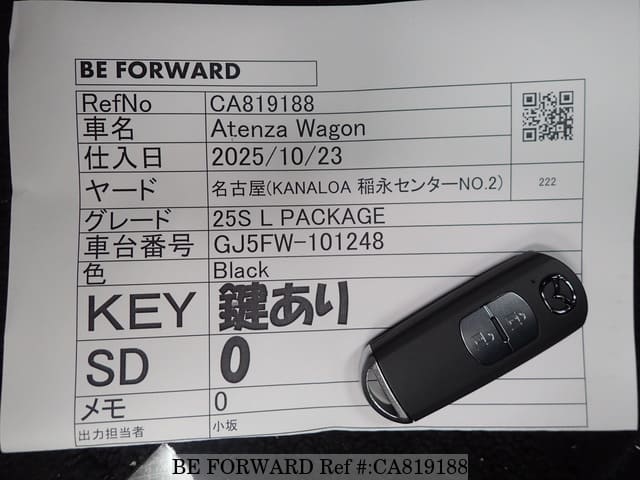 BE FORWARD
RefNo CA819188
車名 Atenza Wagon
仕入日 2025/10/23
ヤード 名古屋(KANALOA 稲永センターNO.2) 222
グレード 25S L PACKAGE
車台番号 GJ5FW-101248
色 Black
KEY 鍵あり
SD 0
メモ 0
出力担当者 小坂
BE FORWARD Ref #:CA819188